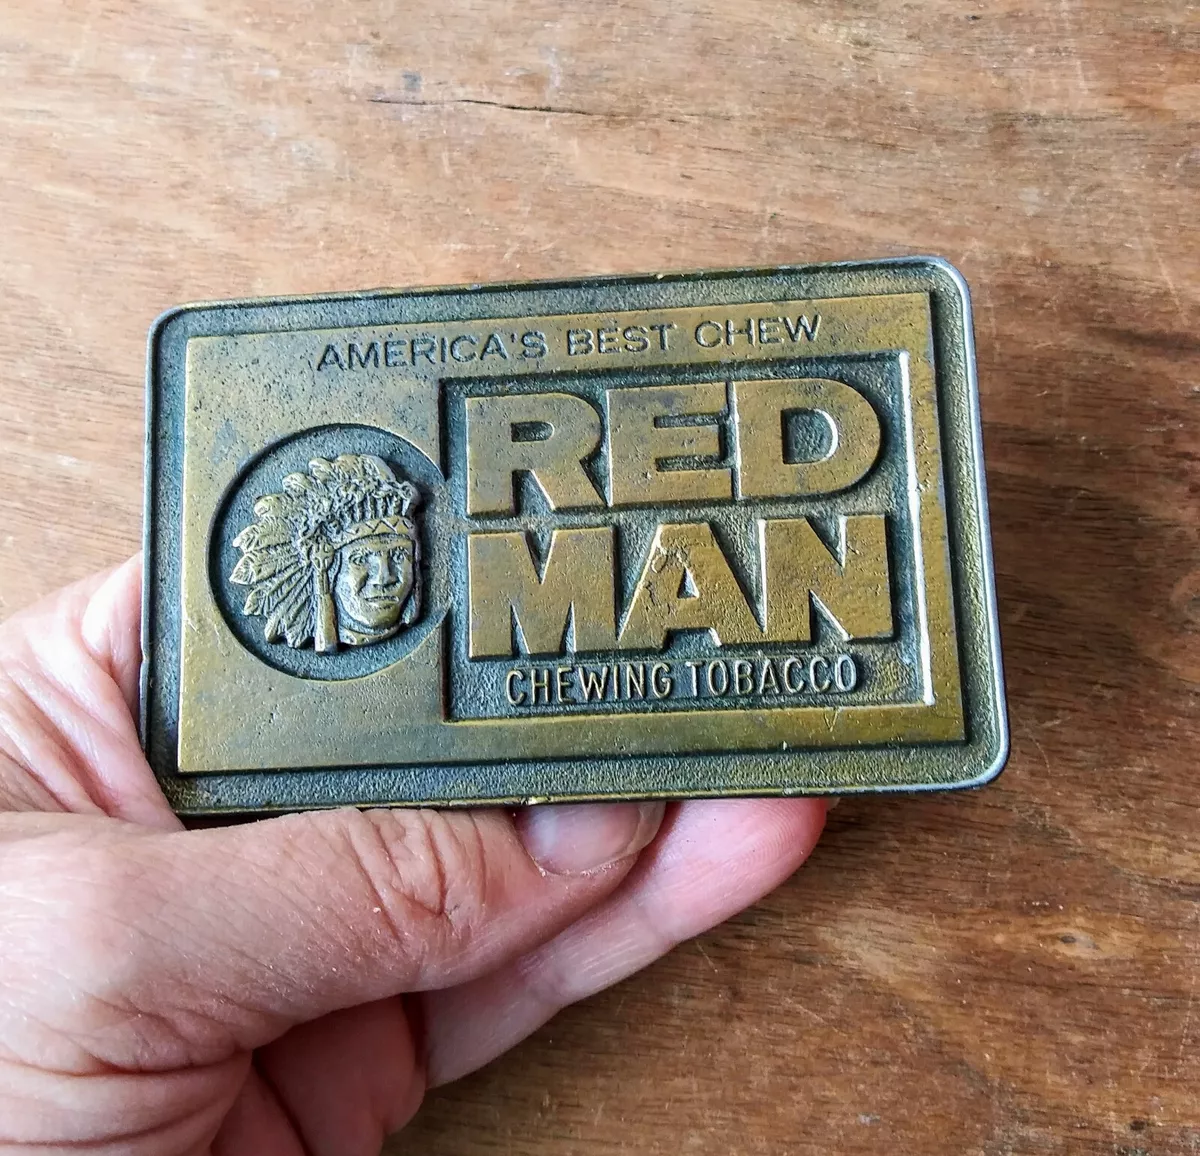 AMERICA'S BEST CHEW
RED
MAN
CHEWING TOBACCO